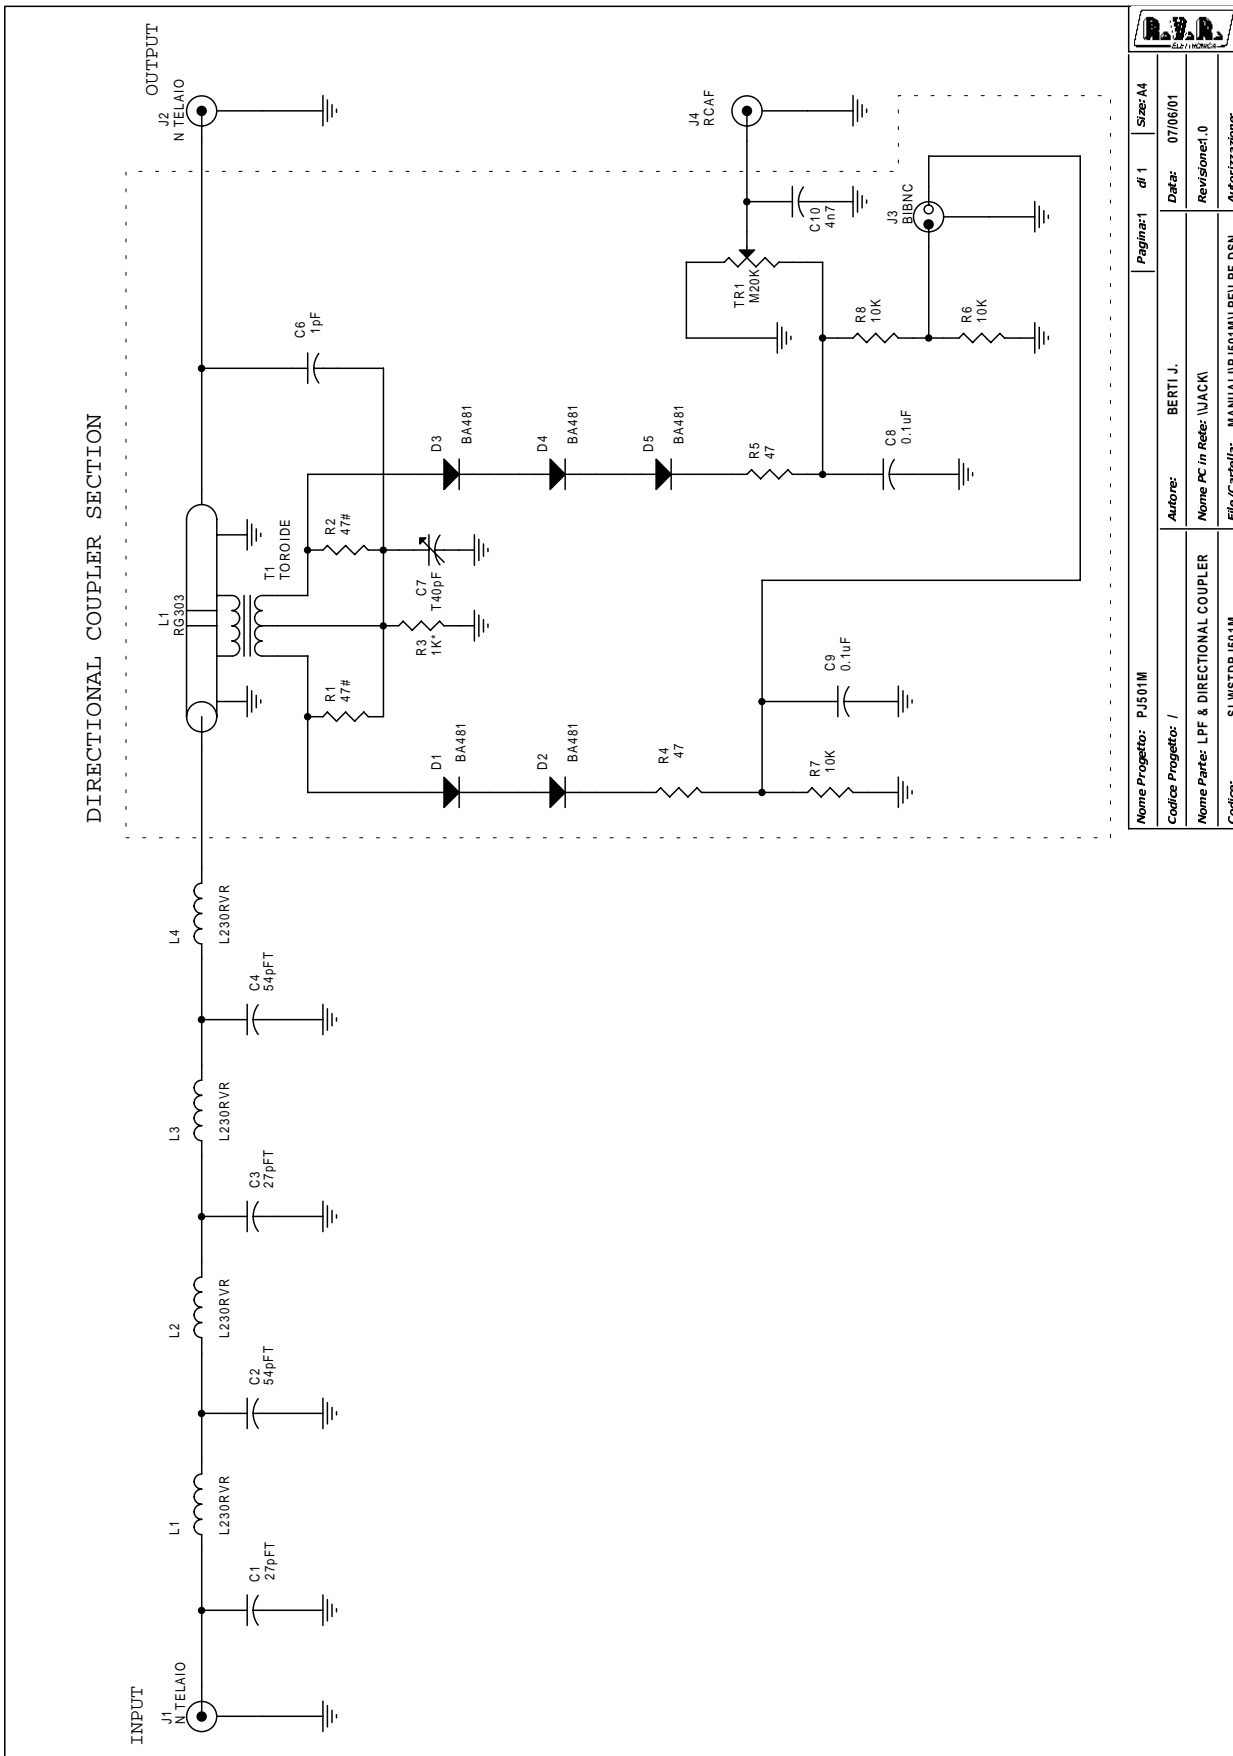 DIRECTIONAL COUPLER SECTION
INPUT
J1
N TELAIO
C1
27pFT
L1
L230RVR
C2
54pFT
L2
L230RVR
C3
27pFT
L3
L230RVR
C4
54pFT
L4
L230RVR
L1
RG303
T1
TOROIDE
R1
47#
R2
47#
R3
1K*
C7
T40pF
C6
1pF
J2
N TELAIO
OUTPUT
D1
BA481
D2
BA481
R4
47
R7
10K
C9
0.1uF
D3
BA481
D4
BA481
D5
BA481
R5
47
C8
0.1uF
TR1
M20K
C10
4n7
J4
RCAF
R8
10K
R6
10K
J3
BIBNC
Nome Progetto: PJ501M
Pagina:1 di 1
Size: A4
Codice Progetto: /
Autore: BERTI J.
Data: 07/06/01
Nome Parte: LPF & DIRECTIONAL COUPLER
Nome PC in Rete: \\JACK\
Revisione:1.0
R.V.R.
ELETTRONICA